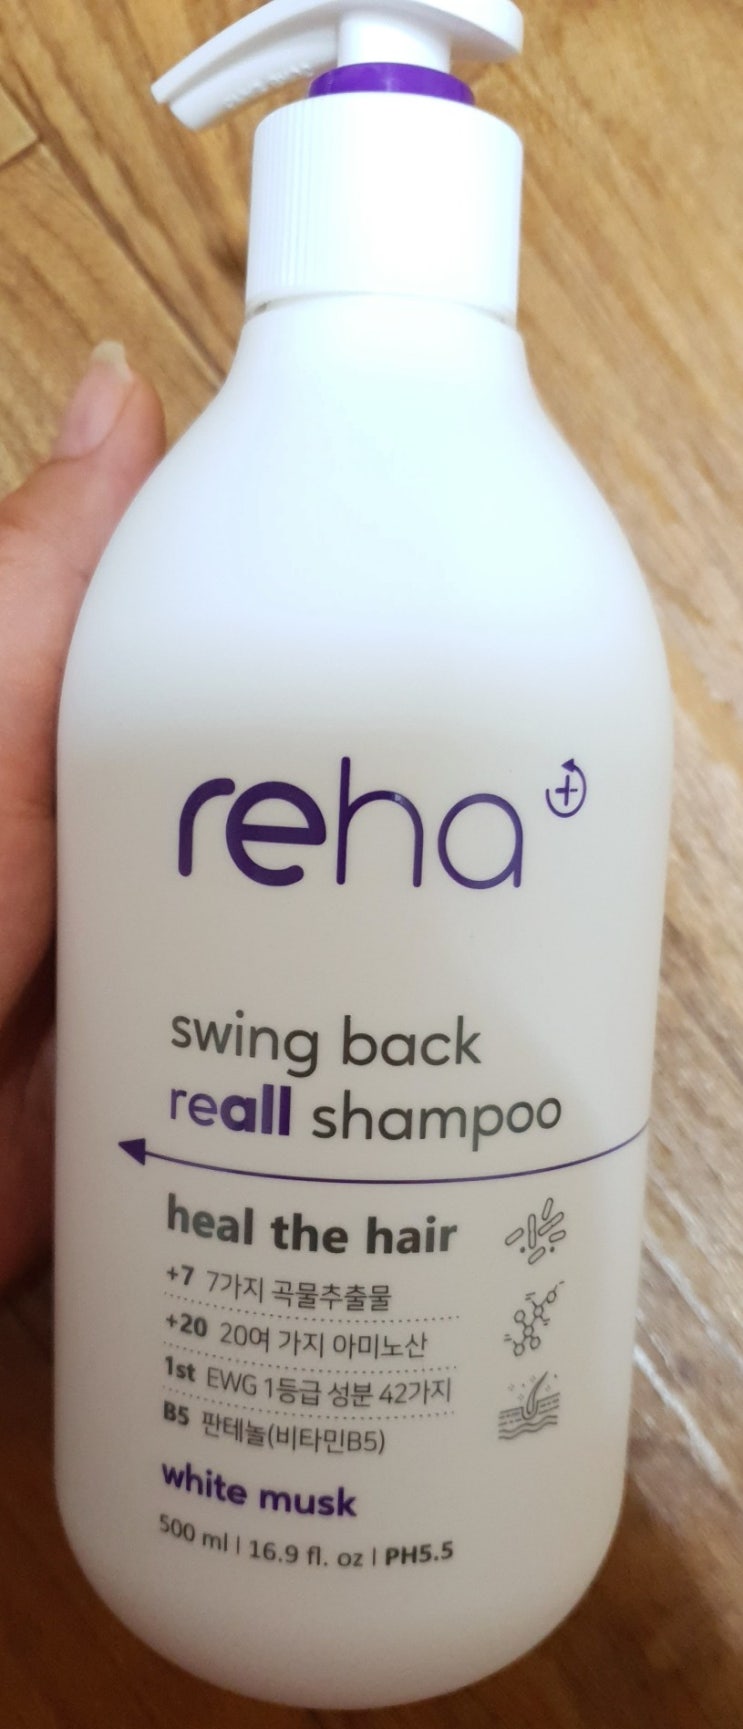 reha+
swing back
reall shampoo
heal the hair
+7 7가지 곡물추출물
+20 20여 가지 아미노산
1st EWG 1등급 성분 42가지
B5 판테놀(비타민B5)
white musk
500 ml | 16.9 fl. oz | PH5.5